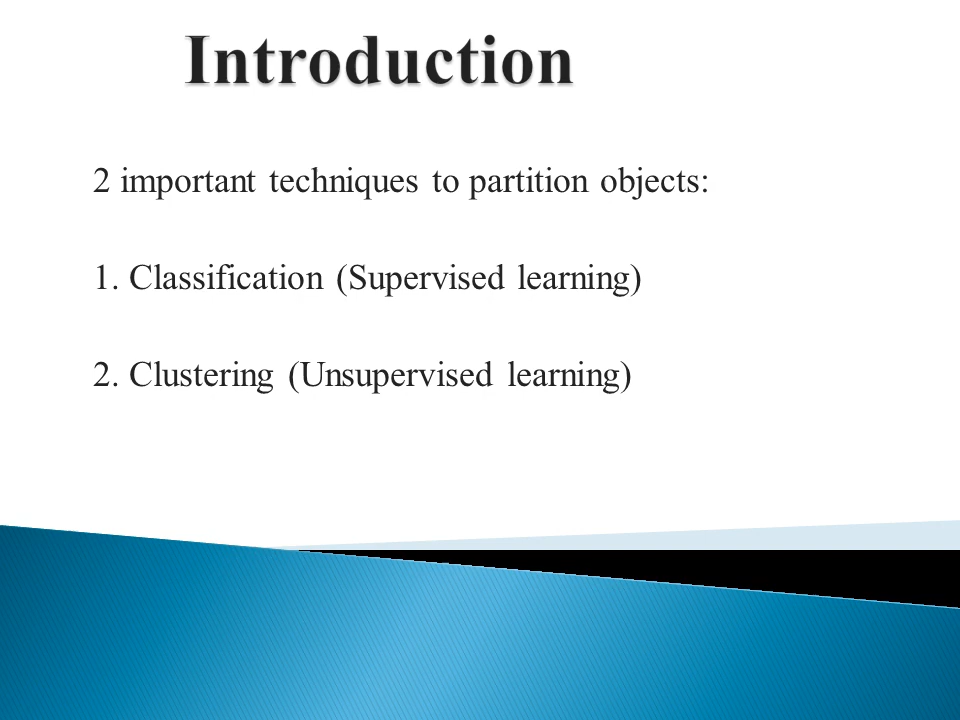 Introduction
2 important techniques to partition objects:
1. Classification (Supervised learning)
2. Clustering (Unsupervised learning)